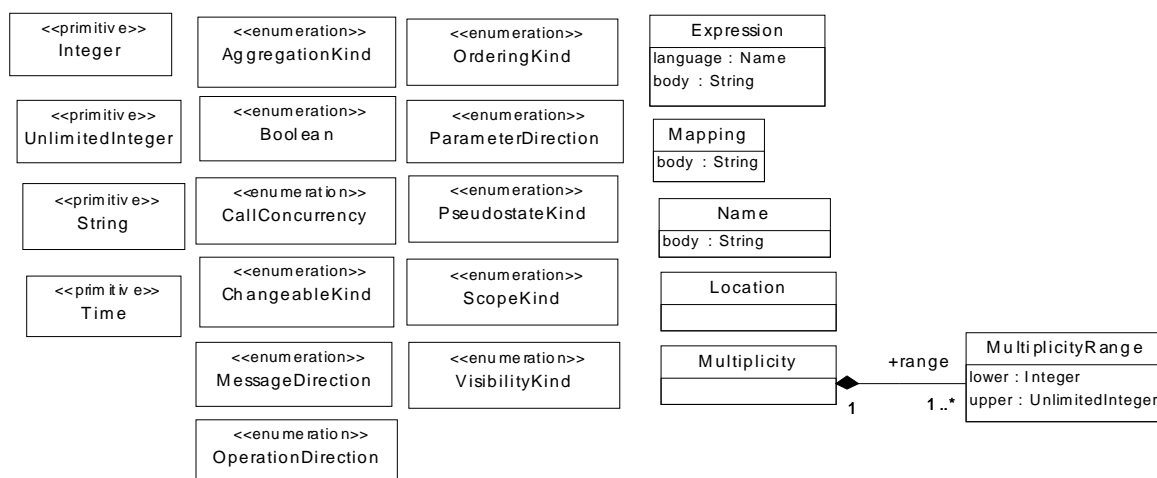 <<primitive>>
Integer
<<primitive>>
UnlimitedInteger
<<primitive>>
String
<<primitive>>
Time
<<enumeration>>
AggregationKind
<<enumeration>>
Boolean
<<enumeration>>
CallConcurrency
<<enumeration>>
ChangeableKind
<<enumeration>>
MessageDirection
<<enumeration>>
OperationDirection
<<enumeration>>
OrderingKind
<<enumeration>>
ParameterDirection
<<enumeration>>
PseudostateKind
<<enumeration>>
ScopeKind
<<enumeration>>
VisibilityKind
Expression
language : Name
body : String
Mapping
body : String
Name
body : String
Location
Multiplicity
1
+range
1..*
MultiplicityRange
lower : Integer
upper : UnlimitedInteger